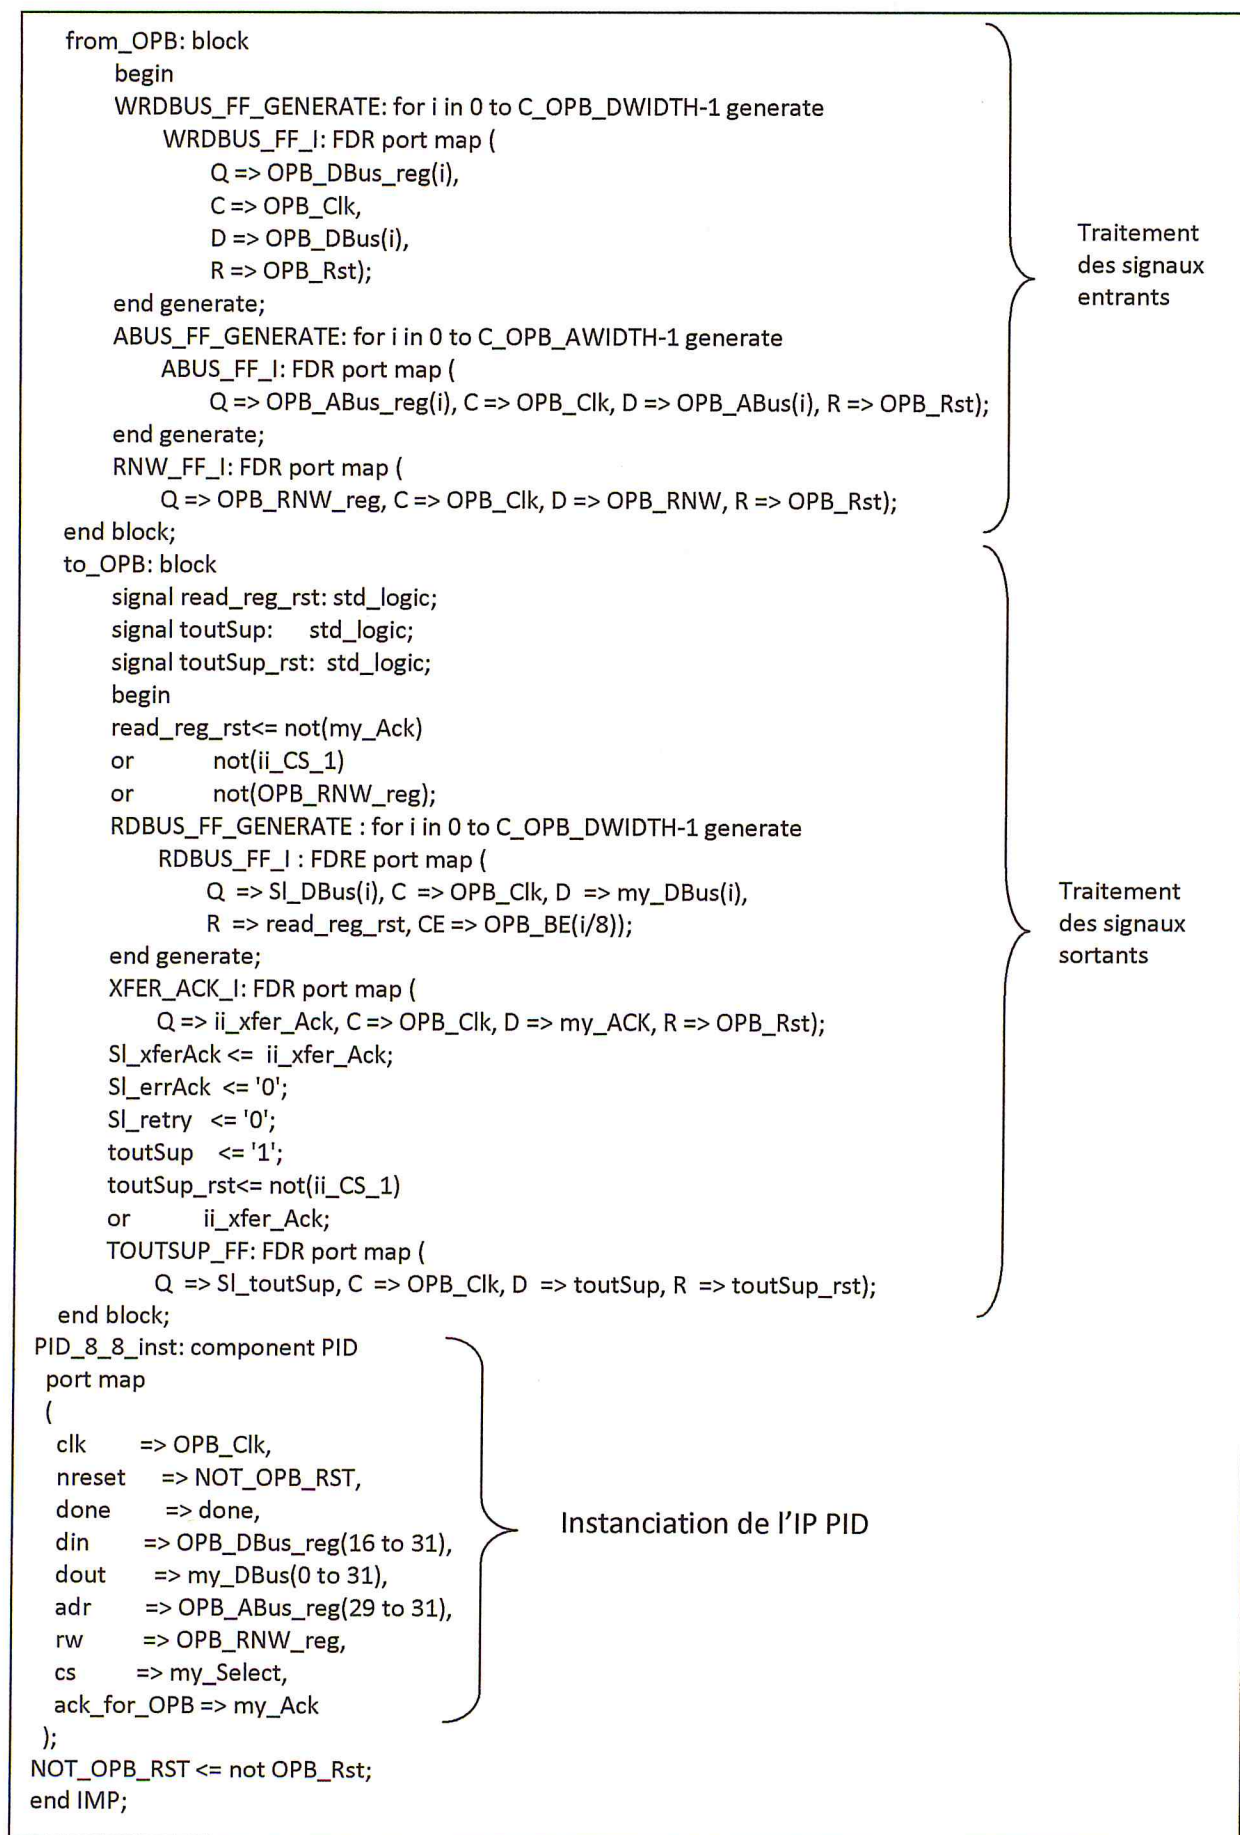 from_OPB: block
begin
WRDBUS_FF_GENERATE: for i in 0 to C_OPB_DWIDTH-1 generate
WRDBUS_FF_I: FDR port map (
Q => OPB_DBus_reg(i),
C => OPB_Clk,
D => OPB_DBus(i),
R => OPB_Rst);
end generate;
ABUS_FF_GENERATE: for i in 0 to C_OPB_AWIDTH-1 generate
ABUS_FF_I: FDR port map (
Q => OPB_ABus_reg(i), C => OPB_Clk, D => OPB_ABus(i), R => OPB_Rst);
end generate;
RNW_FF_I: FDR port map (
Q => OPB_RNW_reg, C => OPB_Clk, D => OPB_RNW, R => OPB_Rst);
end block;
Traitement
des signaux
entrants
to_OPB: block
signal read_reg_rst: std_logic;
signal toutSup: std_logic;
signal toutSup_rst: std_logic;
begin
read_reg_rst<= not(my_Ack)
or not(ii_CS_1)
or not(OPB_RNW_reg);
RDBUS_FF_GENERATE : for i in 0 to C_OPB_DWIDTH-1 generate
RDBUS_FF_I : FDRE port map (
Q => Sl_DBus(i), C => OPB_Clk, D => my_DBus(i),
R => read_reg_rst, CE => OPB_BE(i/8));
end generate;
XFER_ACK_I: FDR port map (
Q => ii_xfer_Ack, C => OPB_Clk, D => my_ACK, R => OPB_Rst);
Sl_xferAck <= ii_xfer_Ack;
Sl_errAck <= '0';
Sl_retry <= '0';
toutSup <= '1';
toutSup_rst<= not(ii_CS_1)
or ii_xfer_Ack;
TOUTSUP_FF: FDR port map (
Q => Sl_toutSup, C => OPB_Clk, D => toutSup, R => toutSup_rst);
end block;
Traitement
des signaux
sortants
PID_8_8_inst: component PID
port map
(
clk => OPB_Clk,
nreset => NOT_OPB_RST,
done => done,
din => OPB_DBus_reg(16 to 31),
dout => my_DBus(0 to 31),
adr => OPB_ABus_reg(29 to 31),
rw => OPB_RNW_reg,
cs => my_Select,
ack_for_OPB => my_Ack
);
Instanciation de l'IP PID
NOT_OPB_RST <= not OPB_Rst;
end IMP;